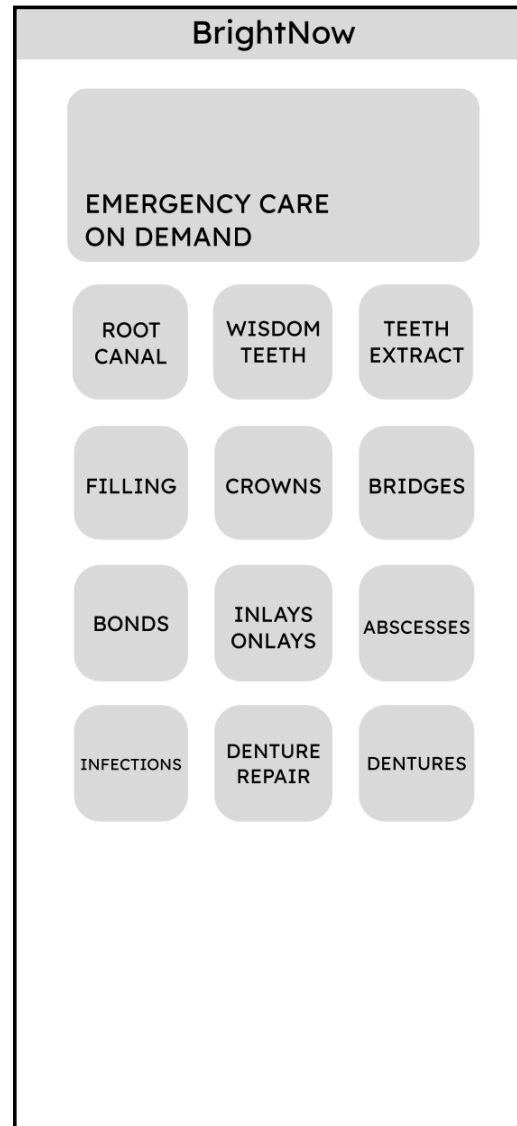 BrightNow
EMERGENCY CARE
ON DEMAND
ROOT
CANAL
WISDOM
TEETH
TEETH
EXTRACT
FILLING
CROWNS
BRIDGES
BONDS
INLAYS
ONLAYS
ABSCESSES
INFECTIONS
DENTURE
REPAIR
DENTURES